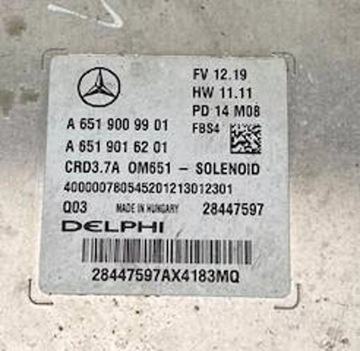 FV 12.19
HW 11.11
PD 14 M08
A 651 900 99 01 FBS4
A 651 901 62 01
CRD3.7A OM651 - SOLENOID
400000780545201213012301
Q03 MADE IN HUNGARY 28447597
DELPHI
28447597AX4183MQ